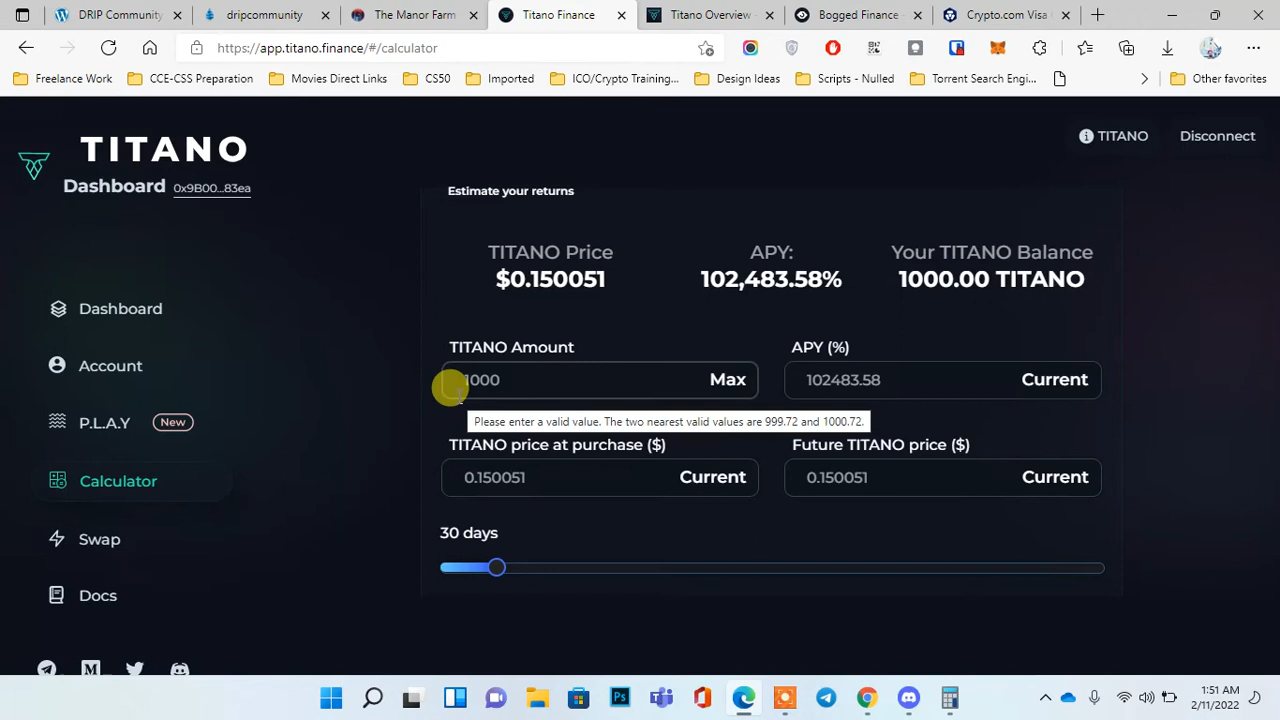 DRIP Community
dripcommunity
The Manor Farm
Titano Finance
Titano Overview
Bogged Finance
Crypto.com Visa
https://app.titano.finance/#/calculator
Freelance Work
CCE-CSS Preparation
Movies Direct Links
CS50
Imported
ICO/Crypto Training...
Design Ideas
Scripts - Nulled
Torrent Search Engi...
Other favorites
TITANO
Dashboard 0x9B00...83ea
TITANO
Disconnect
Dashboard
Account
P.L.A.Y New
Calculator
Swap
Docs
Estimate your returns
TITANO Price
$0.150051
APY:
102,483.58%
Your TITANO Balance
1000.00 TITANO
TITANO Amount
1000 Max
APY (%)
102483.58 Current
Please enter a valid value. The two nearest valid values are 999.72 and 1000.72.
TITANO price at purchase ($)
0.150051 Current
Future TITANO price ($)
0.150051 Current
30 days
1:51 AM
2/11/2022